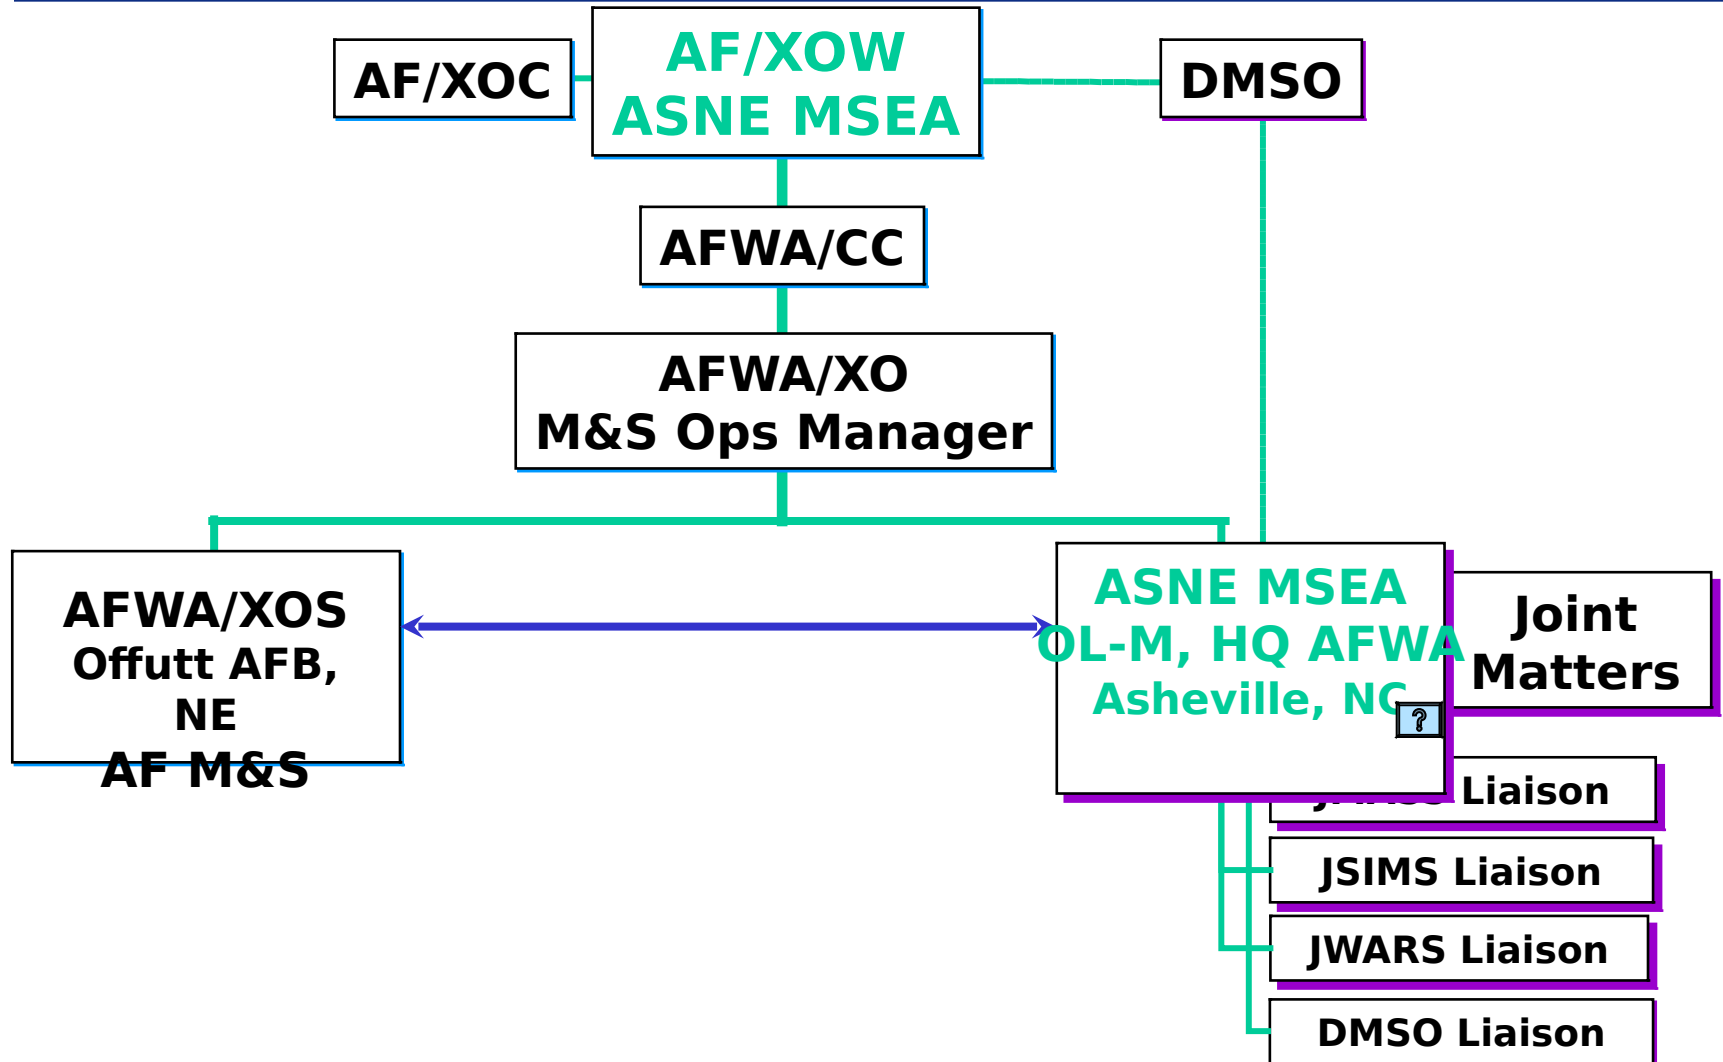 AF/XOC
AF/XOW
ASNE MSEA
DMSO
AFWA/CC
AFWA/XO
M&S Ops Manager
AFWA/XOS
Offutt AFB,
NE
AF M&S
ASNE MSEA
OL-M, HQ AFWA
Asheville, NC
?
Joint
Matters
Liaison
JSIMS Liaison
JWARS Liaison
DMSO Liaison